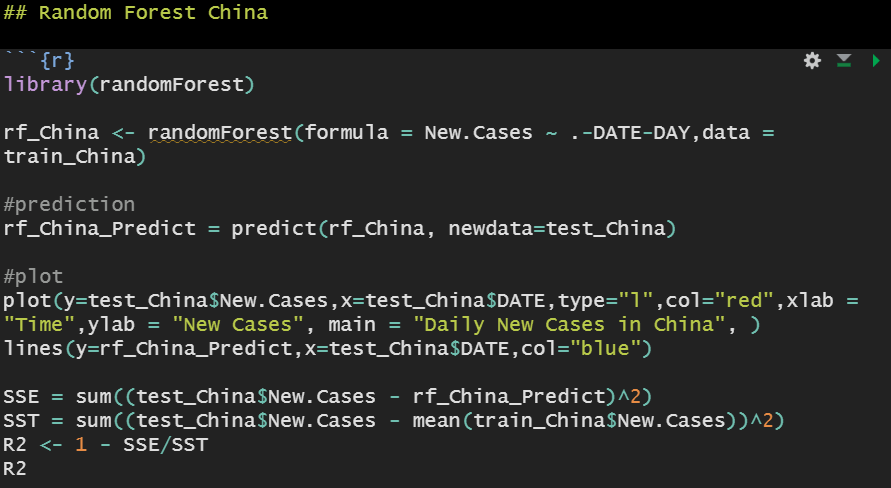 ## Random Forest China
```{r}
library(randomForest)
rf_China <- randomForest(formula = New.Cases ~ .-DATE-DAY,data =
train_China)
#prediction
rf_China_Predict = predict(rf_China, newdata=test_China)
#plot
plot(y=test_China$New.Cases,x=test_China$DATE,type="l",col="red",xlab =
"Time",ylab = "New Cases", main = "Daily New Cases in China", )
lines(y=rf_China_Predict,x=test_China$DATE,col="blue")
SSE = sum((test_China$New.Cases - rf_China_Predict)^2)
SST = sum((test_China$New.Cases - mean(train_China$New.Cases))^2)
R2 <- 1 - SSE/SST
R2